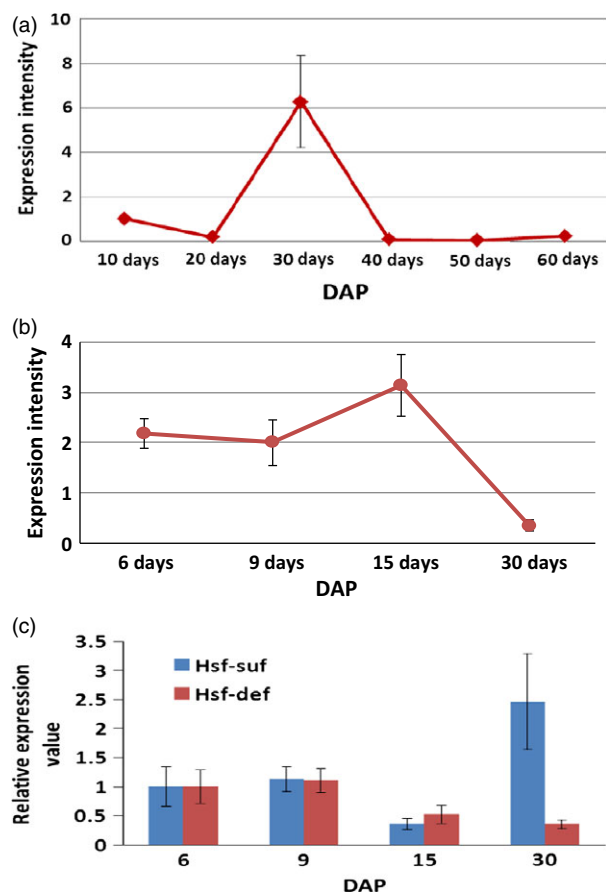 (a)
Expression intensity
10
8
6
4
2
0
10 days 20 days 30 days 40 days 50 days 60 days
DAP
(b)
Expression intensity
4
3
2
1
0
6 days 9 days 15 days 30 days
DAP
(c)
Relative expression
value
3.5
3
2.5
2
1.5
1
0.5
0
Hsf-suf
Hsf-def
6 9 15 30
DAP